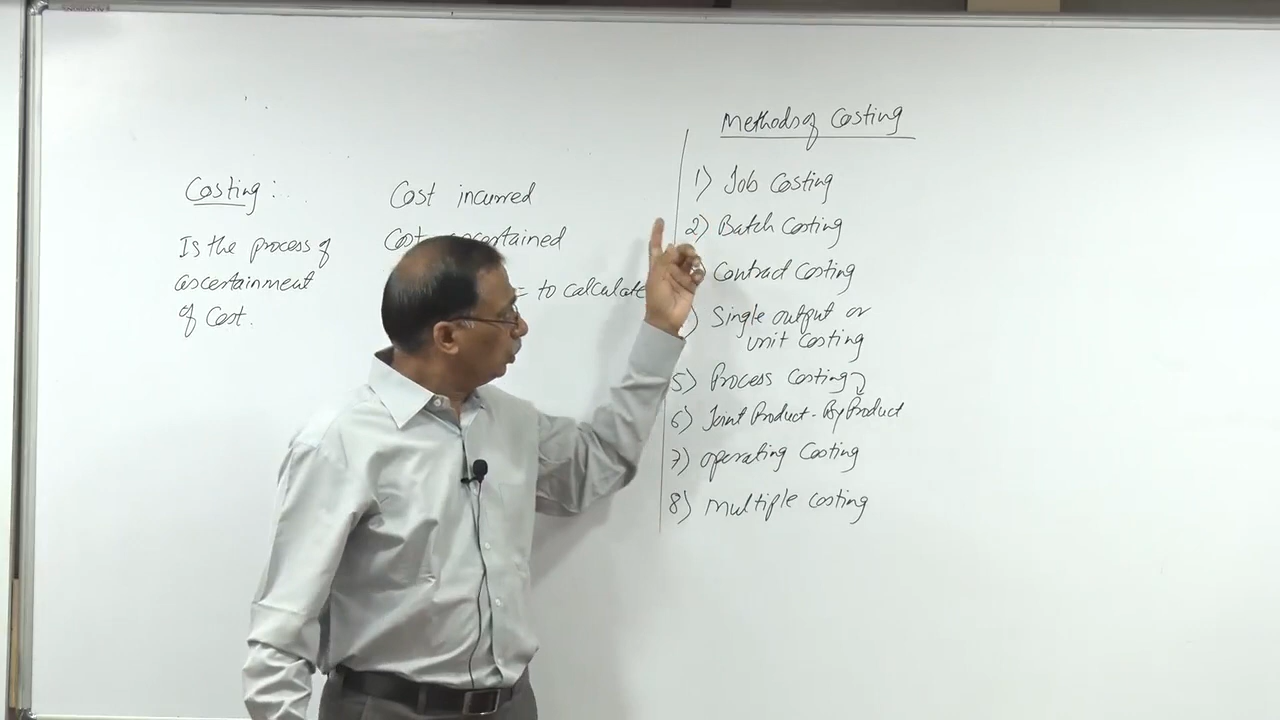 Costing :
Is the process of
ascertainment
of Cost.
Cost incurred
Cost ascertained
= to calculate
Methods of Costing
1) Job Costing
2) Batch Costing
) Contract Costing
) Single output or
unit Costing
5) Process Costing
6) Joint Product - By Product
7) Operating Costing
8) Multiple Costing